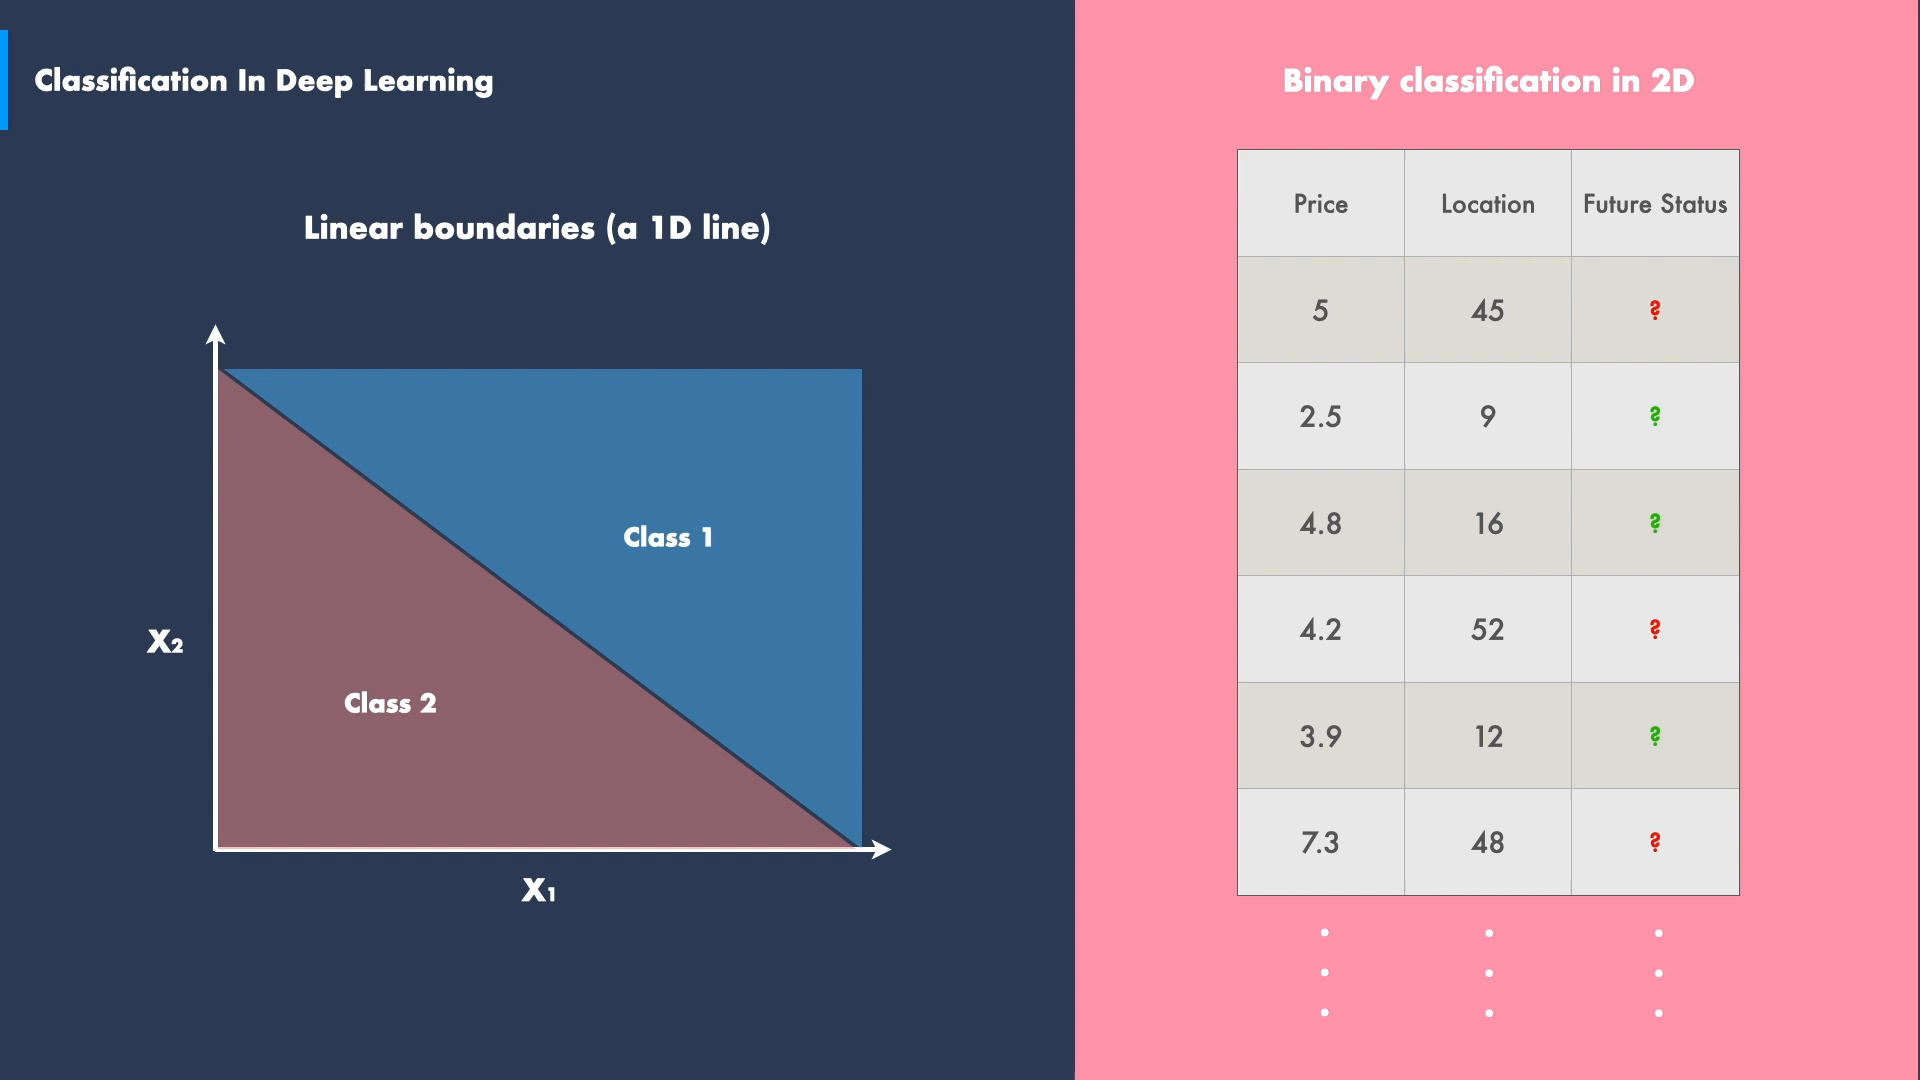 Classification In Deep Learning
Linear boundaries (a 1D line)
Class 1
Class 2
X₂
X₁
Binary classification in 2D
Price Location Future Status
5 45 ?
2.5 9 ?
4.8 16 ?
4.2 52 ?
3.9 12 ?
7.3 48 ?